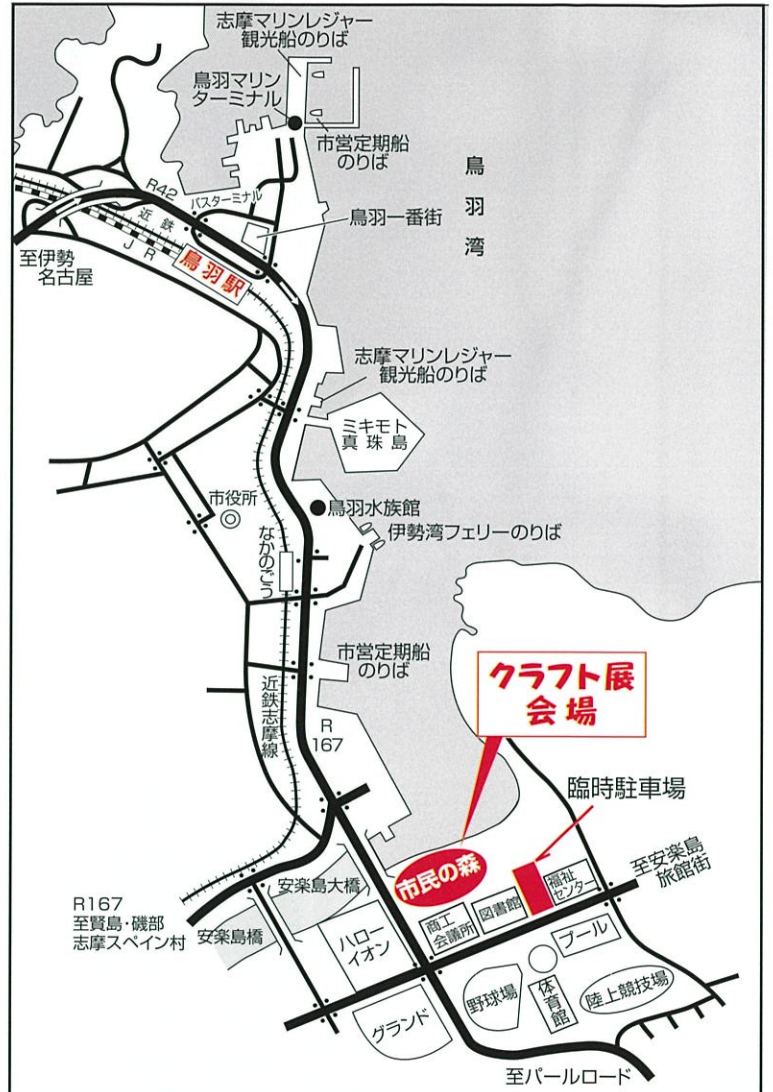 志摩マリンレジャー
観光船のりば
鳥羽マリン
ターミナル
市営定期船
のりば
鳥羽湾
R42
バスターミナル
近鉄
鳥羽一番街
JR
鳥羽駅
至伊勢
名古屋
志摩マリンレジャー
観光船のりば
ミキモト
真珠島
市役所
鳥羽水族館
伊勢湾フェリーのりば
なかのごう
市営定期船
のりば
クラフト展
会場
近鉄志摩線
R
167
臨時駐車場
至安楽島
旅館街
市民の森
福祉
センター
図書館
商工
会議所
安楽島大橋
R167
至賢島・磯部
志摩スペイン村
安楽島橋
ハロー
イオン
プール
野球場
体育館
陸上競技場
グランド
至パールロード